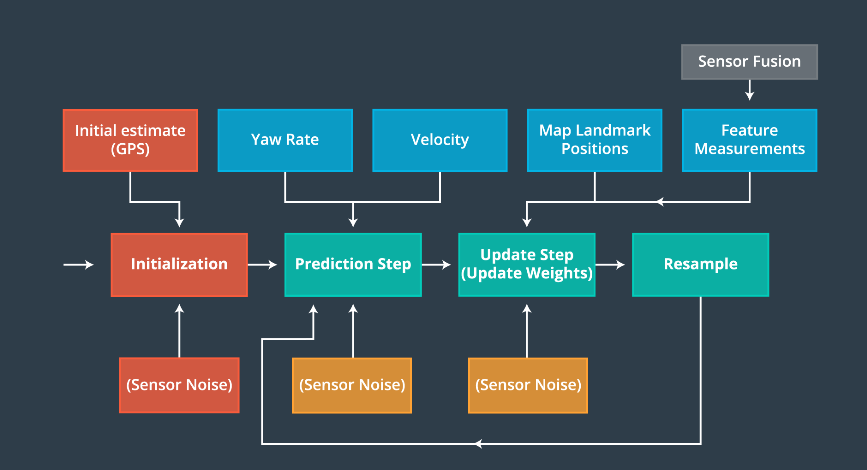 Sensor Fusion
Initial estimate
(GPS)
Yaw Rate
Velocity
Map Landmark
Positions
Feature
Measurements
Initialization
Prediction Step
Update Step
(Update Weights)
Resample
(Sensor Noise)
(Sensor Noise)
(Sensor Noise)